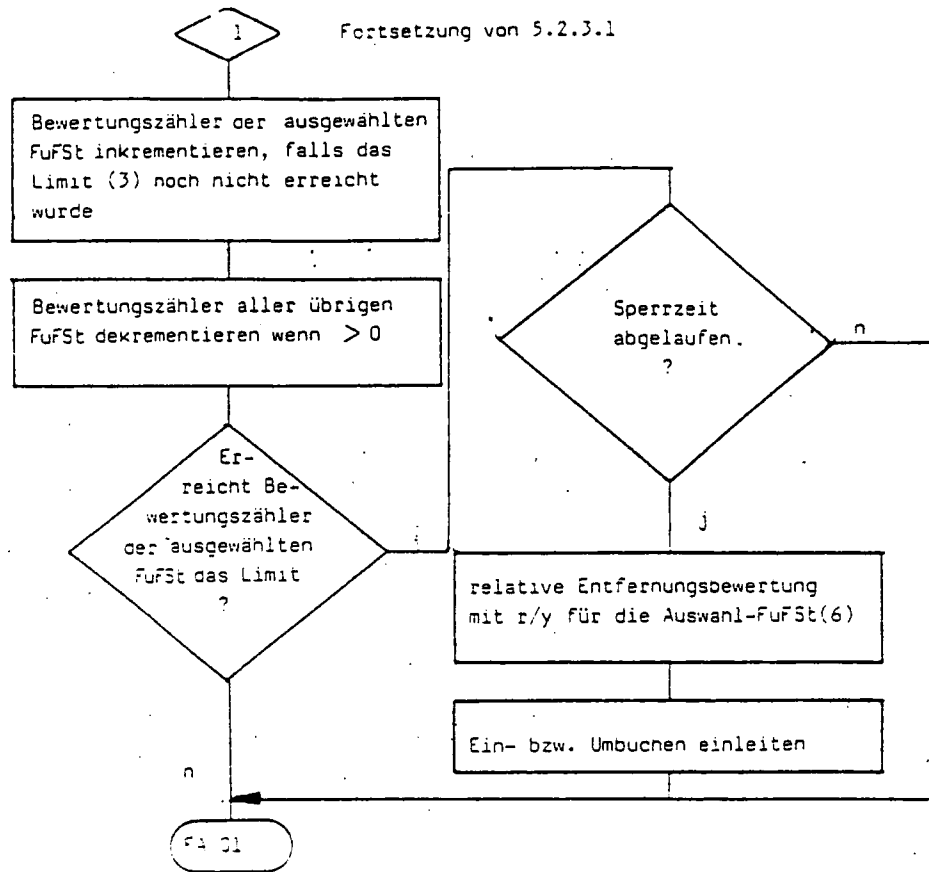 1
Fortsetzung von 5.2.3.1
Bewertungszähler der ausgewählten
FuFSt inkrementieren, falls das
Limit (3) noch nicht erreicht
wurde
Bewertungszähler aller übrigen
FuFSt dekrementieren wenn > 0
Er-
reicht Be-
wertungszähler
der ausgewählten
FuFSt das Limit
?
j
n
Sperrzeit
abgelaufen.
?
n
j
relative Entfernungsbewertung
mit r/y für die Auswahl-FuFSt(6)
Ein- bzw. Umbuchen einleiten